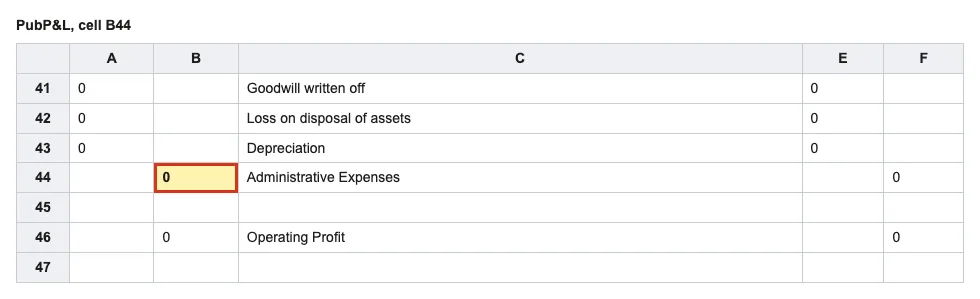 PubP&L, cell B44
A B C E F
41 0 Goodwill written off 0
42 0 Loss on disposal of assets 0
43 0 Depreciation 0
44 0 Administrative Expenses 0
45
46 0 Operating Profit 0
47